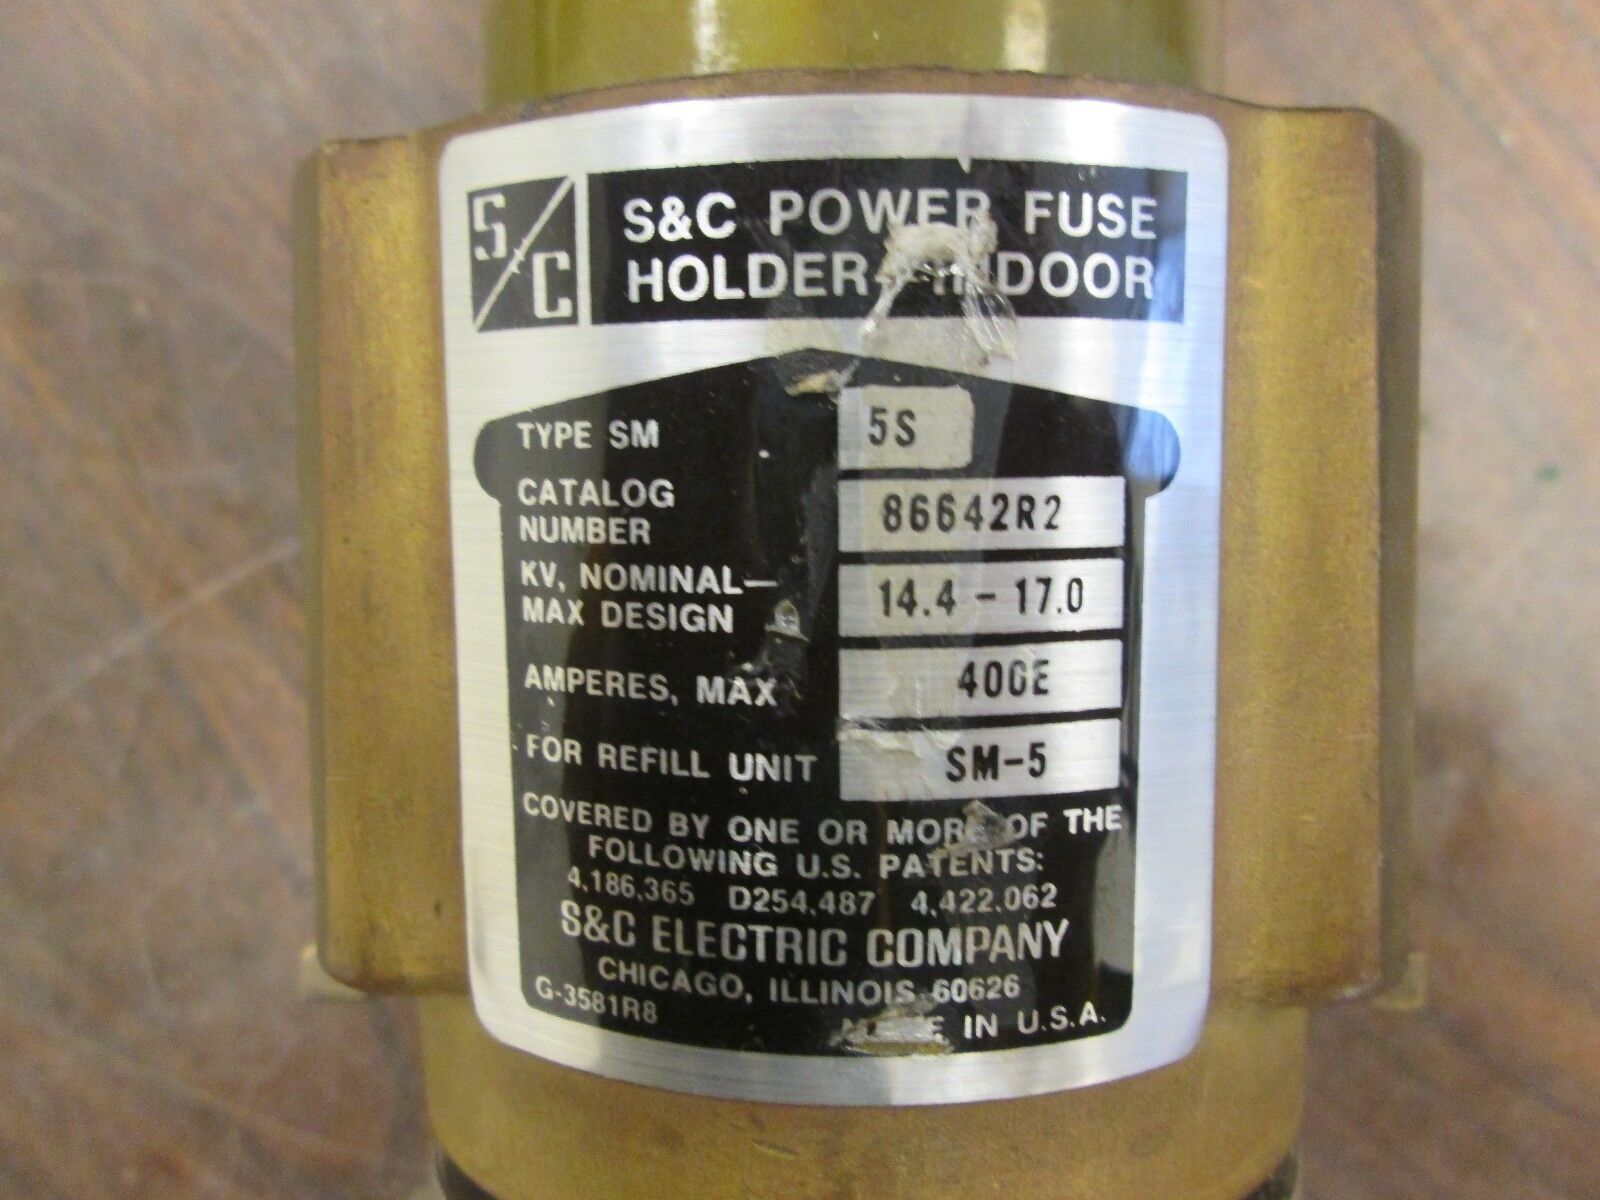 S/C
S&C POWER FUSE
HOLDER-INDOOR
TYPE SM 5S
CATALOG
NUMBER 86642R2
KV, NOMINAL—
MAX DESIGN 14.4 - 17.0
AMPERES, MAX 400E
FOR REFILL UNIT SM-5
COVERED BY ONE OR MORE OF THE
FOLLOWING U.S. PATENTS:
4,186,365 D254,487 4,422,062
S&C ELECTRIC COMPANY
CHICAGO, ILLINOIS 60626
G-3581R8 MADE IN U.S.A.